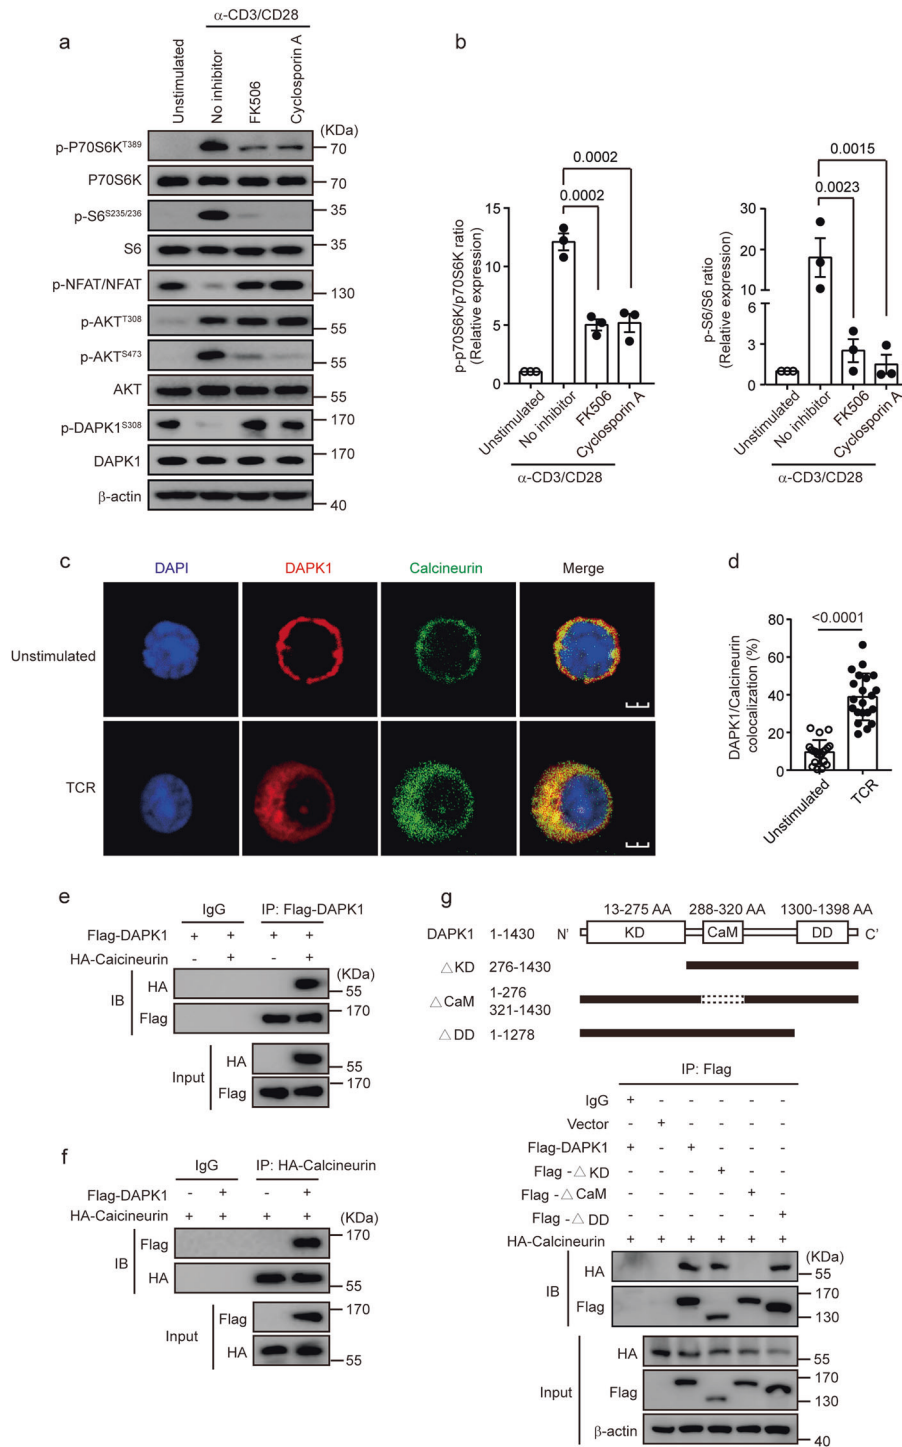 a
α-CD3/CD28
Unstimulated
No inhibitor
FK506
Cyclosporin A
(KDa)
p-P70S6K^T389
70
P70S6K
70
p-S6^S235/236
35
S6
35
p-NFAT/NFAT
130
p-AKT^T308
55
p-AKT^S473
55
AKT
55
p-DAPK1^S308
170
DAPK1
170
β-actin
40
b
p-p70S6K/p70S6K ratio
(Relative expression)
15
10
5
0
0.0002
0.0002
Unstimulated
No inhibitor
FK506
Cyclosporin A
α-CD3/CD28
p-S6/S6 ratio
(Relative expression)
30
20
10
6
3
0
0.0015
0.0023
Unstimulated
No inhibitor
FK506
Cyclosporin A
α-CD3/CD28
c
DAPI
DAPK1
Calcineurin
Merge
Unstimulated
TCR
d
DAPK1/Calcineurin
colocalization (%)
80
60
40
20
0
<0.0001
Unstimulated
TCR
e
IgG
IP: Flag-DAPK1
Flag-DAPK1 + + + +
HA-Caicineurin - + - +
(KDa)
IB
HA
55
Flag
170
Input
HA
55
Flag
170
f
IgG
IP: HA-Calcineurin
Flag-DAPK1 - + - +
HA-Caicineurin + + + +
(KDa)
IB
Flag
170
HA
55
Input
Flag
170
HA
55
g
13-275 AA
288-320 AA
1300-1398 AA
DAPK1 1-1430 N' KD CaM DD C'
△KD 276-1430
△CaM 1-276
321-1430
△DD 1-1278
IP: Flag
IgG + - - - - -
Vector - + - - - -
Flag-DAPK1 + - + - - -
Flag -△ KD - - - + - -
Flag -△ CaM - - - - + -
Flag -△ DD - - - - - +
HA-Calcineurin + + + + + +
(KDa)
IB
HA
55
Flag
170
130
Input
HA
55
Flag
170
130
β-actin
40